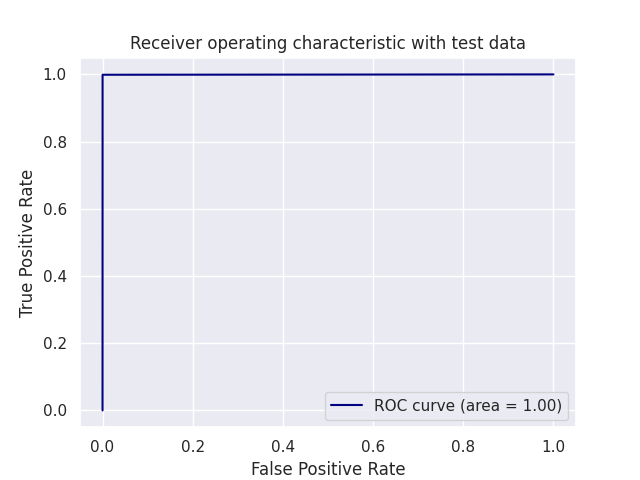 Receiver operating characteristic with test data
True Positive Rate
1.0
0.8
0.6
0.4
0.2
0.0
ROC curve (area = 1.00)
0.0 0.2 0.4 0.6 0.8 1.0
False Positive Rate